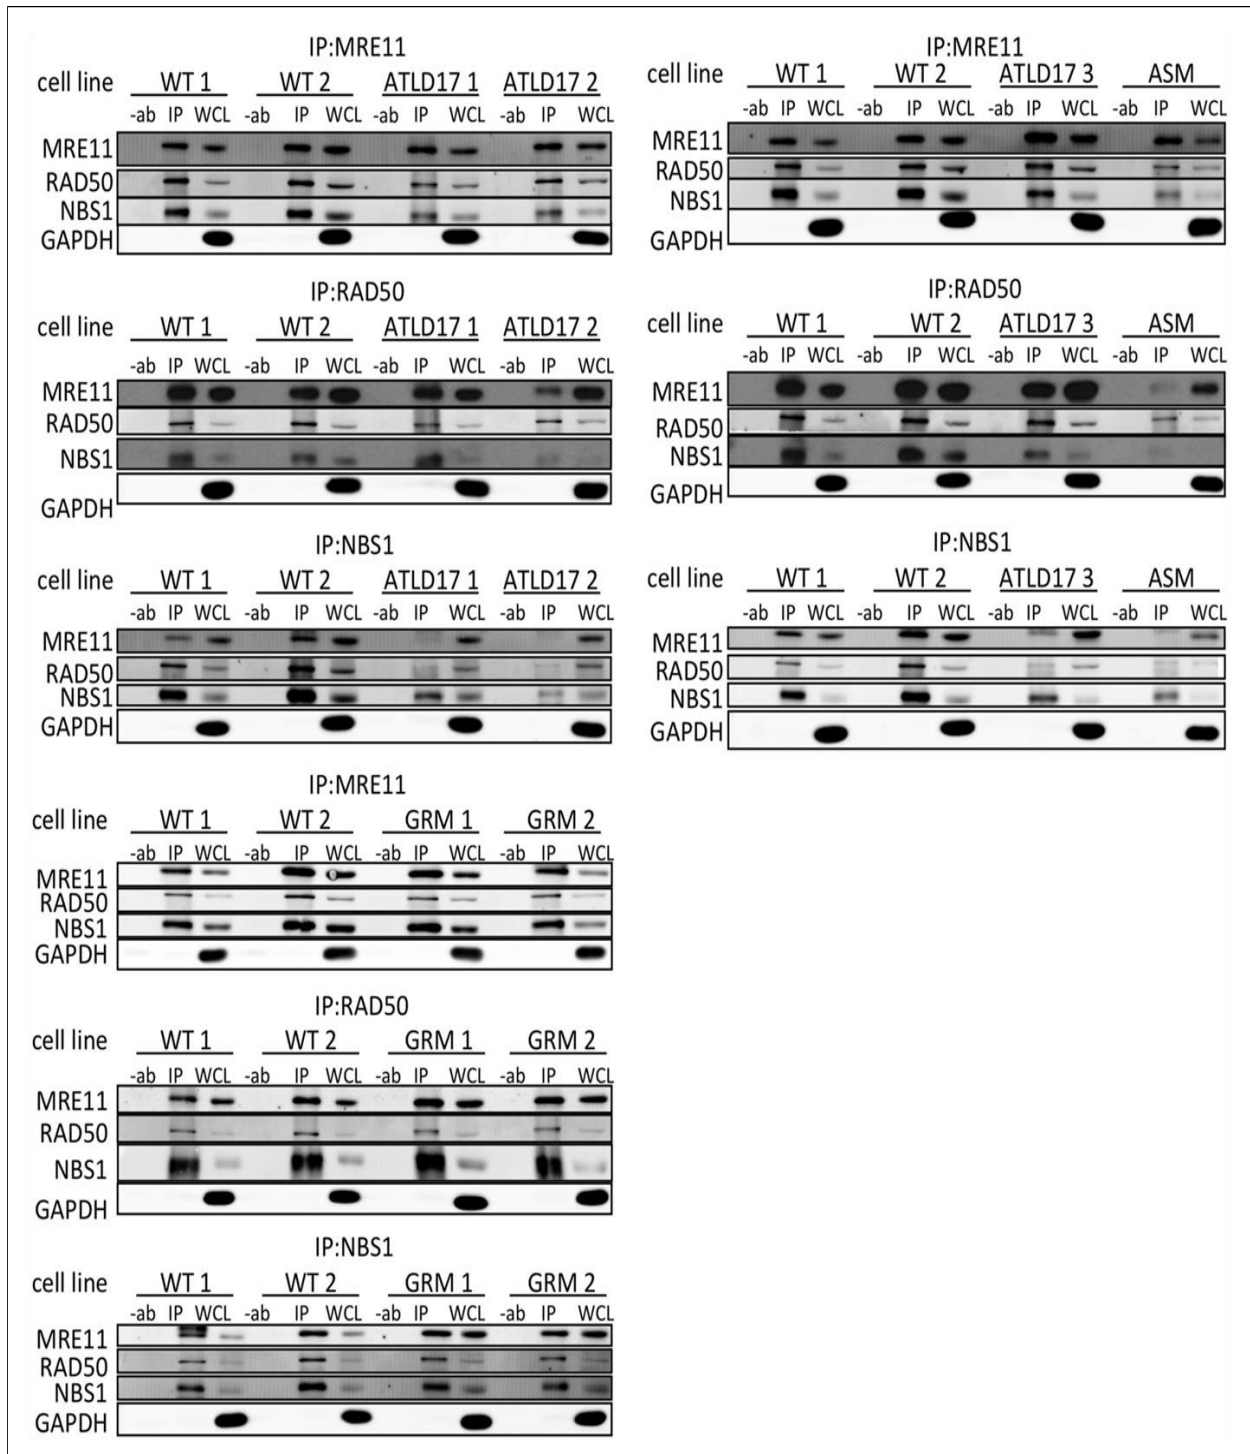 IP:MRE11
cell line WT 1 WT 2 ATLD17 1 ATLD17 2
-ab IP WCL -ab IP WCL -ab IP WCL -ab IP WCL
MRE11
RAD50
NBS1
GAPDH
IP:RAD50
cell line WT 1 WT 2 ATLD17 1 ATLD17 2
-ab IP WCL -ab IP WCL -ab IP WCL -ab IP WCL
MRE11
RAD50
NBS1
GAPDH
IP:NBS1
cell line WT 1 WT 2 ATLD17 1 ATLD17 2
-ab IP WCL -ab IP WCL -ab IP WCL -ab IP WCL
MRE11
RAD50
NBS1
GAPDH
IP:MRE11
cell line WT 1 WT 2 GRM 1 GRM 2
-ab IP WCL -ab IP WCL -ab IP WCL -ab IP WCL
MRE11
RAD50
NBS1
GAPDH
IP:RAD50
cell line WT 1 WT 2 GRM 1 GRM 2
-ab IP WCL -ab IP WCL -ab IP WCL -ab IP WCL
MRE11
RAD50
NBS1
GAPDH
IP:NBS1
cell line WT 1 WT 2 GRM 1 GRM 2
-ab IP WCL -ab IP WCL -ab IP WCL -ab IP WCL
MRE11
RAD50
NBS1
GAPDH
IP:MRE11
cell line WT 1 WT 2 ATLD17 3 ASM
-ab IP WCL -ab IP WCL -ab IP WCL -ab IP WCL
MRE11
RAD50
NBS1
GAPDH
IP:RAD50
cell line WT 1 WT 2 ATLD17 3 ASM
-ab IP WCL -ab IP WCL -ab IP WCL -ab IP WCL
MRE11
RAD50
NBS1
GAPDH
IP:NBS1
cell line WT 1 WT 2 ATLD17 3 ASM
-ab IP WCL -ab IP WCL -ab IP WCL -ab IP WCL
MRE11
RAD50
NBS1
GAPDH